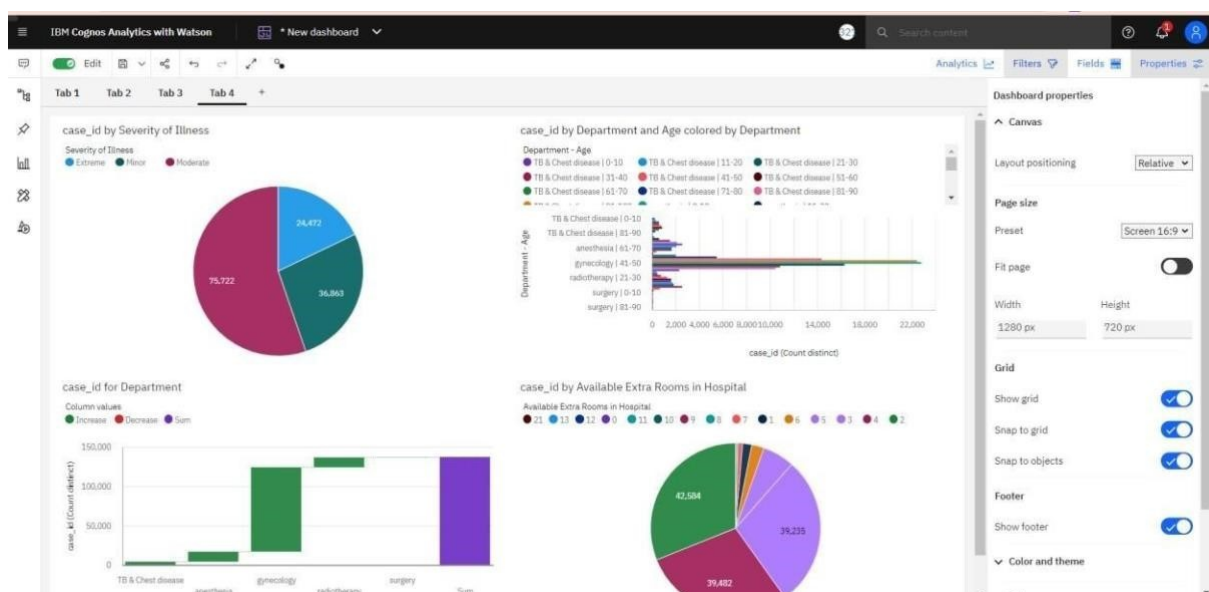 IBM Cognos Analytics with Watson
* New dashboard
Search content
1
Edit
Analytics
Filters
Fields
Properties
Tab 1
Tab 2
Tab 3
Tab 4
+
case_id by Severity of Illness
Severity of Illness
Extreme Minor Moderate
24,472
75,722
36,863
case_id by Department and Age colored by Department
Department - Age
TB & Chest disease | 0-10 TB & Chest disease | 11-20 TB & Chest disease | 21-30
TB & Chest disease | 31-40 TB & Chest disease | 41-50 TB & Chest disease | 51-60
TB & Chest disease | 61-70 TB & Chest disease | 71-80 TB & Chest disease | 81-90
Department - Age
TB & Chest disease | 0-10
TB & Chest disease | 81-90
anesthesia | 61-70
gynecology | 41-50
radiotherapy | 21-30
surgery | 0-10
surgery | 81-90
0 2,000 4,000 6,000 8,000 10,000 14,000 18,000 22,000
case_id (Count distinct)
case_id for Department
Column values
Increase Decrease Sum
case_id (Count distinct)
150,000
100,000
50,000
0
TB & Chest disease gynecology surgery
anesthesia radiotherapy Sum
case_id by Available Extra Rooms in Hospital
Available Extra Rooms in Hospital
21 13 12 0 11 10 9 8 7 1 6 5 3 4 2
42,584
39,235
39,482
Dashboard properties
Canvas
Layout positioning
Relative
Page size
Preset
Screen 16:9
Fit page
Width Height
1280 px 720 px
Grid
Show grid
Snap to grid
Snap to objects
Footer
Show footer
Color and theme